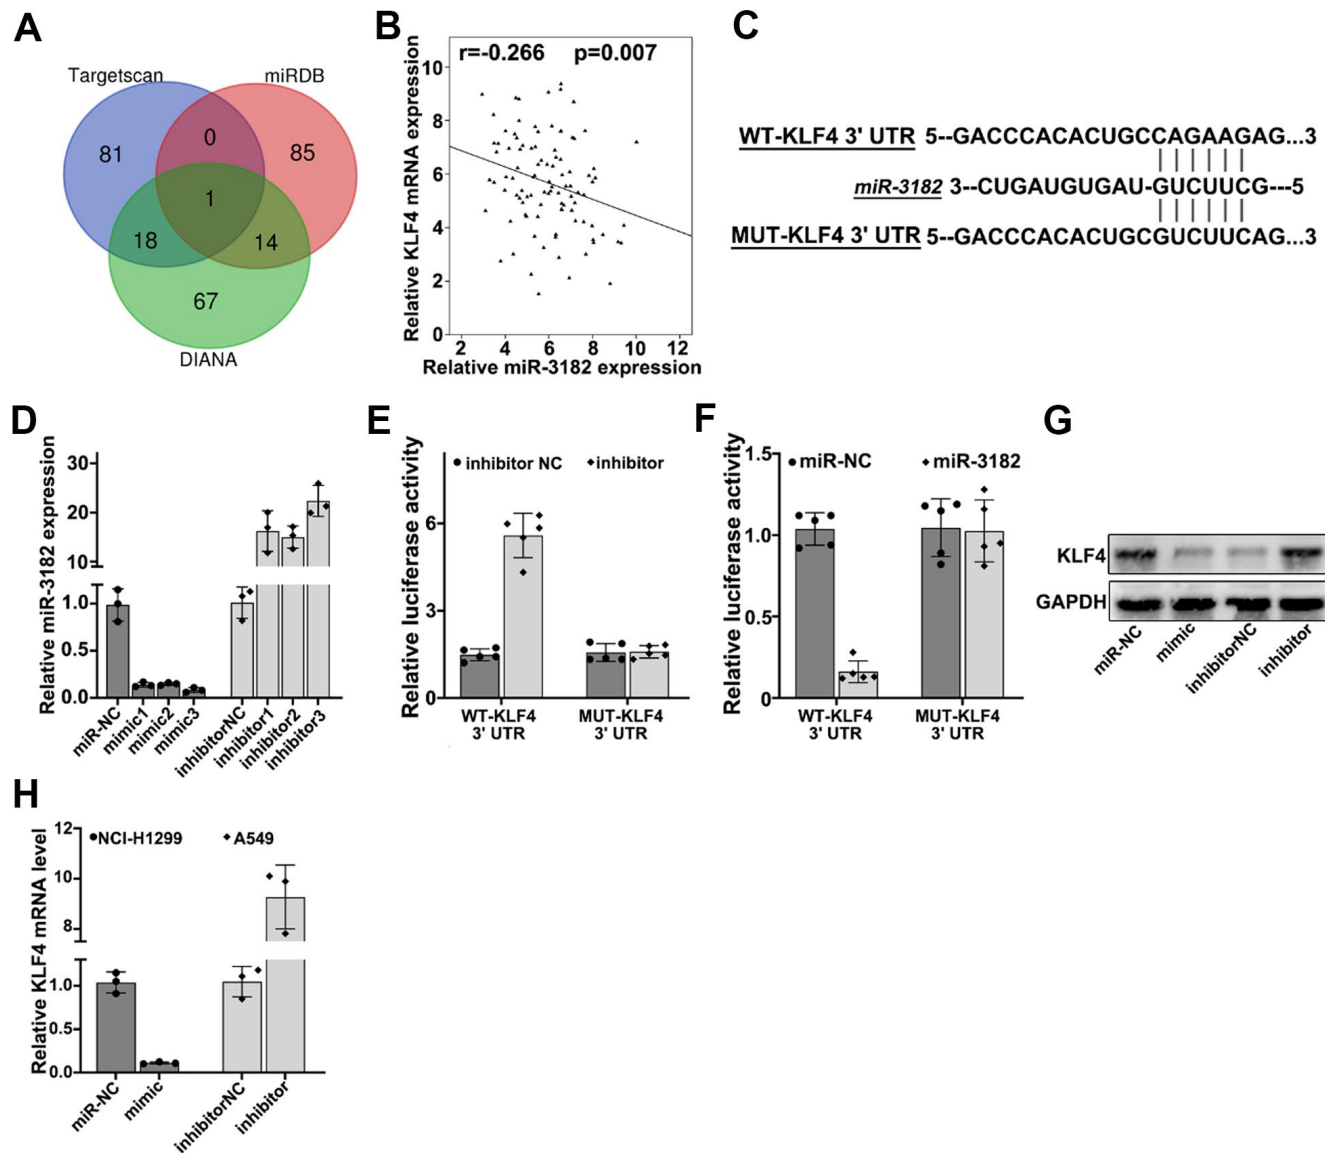 A
Targetscan
miRDB
81
0
85
1
18
14
67
DIANA
B
r=-0.266 p=0.007
Relative KLF4 mRNA expression
10
8
6
4
2
0
2 4 6 8 10 12
Relative miR-3182 expression
C
WT-KLF4 3' UTR 5--GACCCACACUGCCAGAAGAG...3
miR-3182 3--CUGAUGUGAU-GUCUUCG---5
MUT-KLF4 3' UTR 5--GACCCACACUGCGUCUUCAG...3
D
Relative miR-3182 expression
30
20
10
1.0
0.5
0.0
miR-NC
mimic1
mimic2
mimic3
inhibitorNC
inhibitor1
inhibitor2
inhibitor3
E
Relative luciferase activity
inhibitor NC
inhibitor
6
3
0
WT-KLF4
3' UTR
MUT-KLF4
3' UTR
F
Relative luciferase activity
miR-NC
miR-3182
1.5
1.0
0.5
0
WT-KLF4
3' UTR
MUT-KLF4
3' UTR
G
KLF4
GAPDH
miR-NC
mimic
inhibitorNC
inhibitor
H
Relative KLF4 mRNA level
NCI-H1299
A549
12
10
8
1.0
0.5
0.0
miR-NC
mimic
inhibitorNC
inhibitor